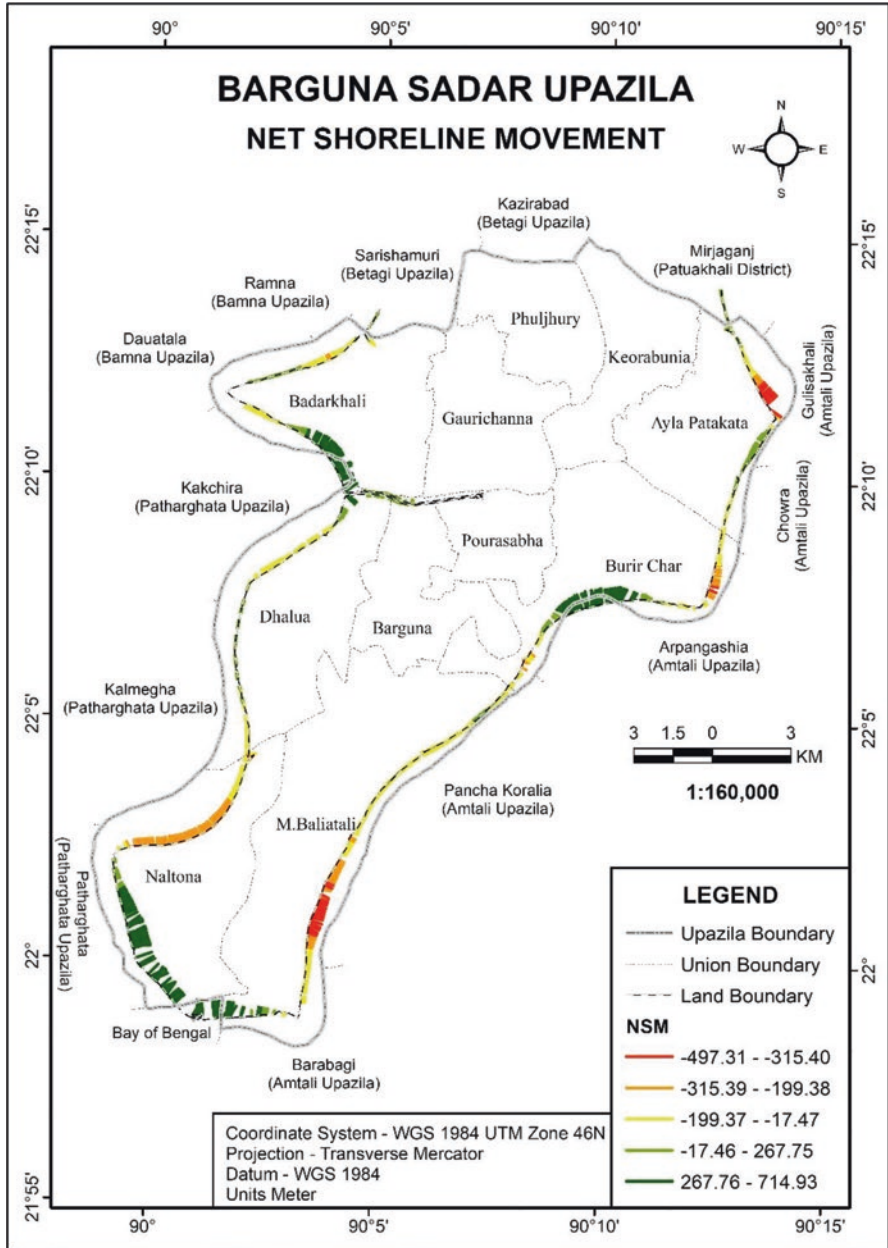 90° 90°5' 90°10' 90°15'
BARGUNA SADAR UPAZILA
NET SHORELINE MOVEMENT
N
W E
S
22°15' 22°15'
Kazirabad
(Betagi Upazila)
Sarishamuri
(Betagi Upazila)
Mirjaganj
(Patuakhali District)
Ramna
(Bamna Upazila)
Dauatala
(Bamna Upazila)
Phuljhury
Keorabunia
Gulisakhali
(Amtali Upazila)
Badarkhali
Gaurichanna
Ayla Patakata
22°10' 22°10'
Kakchira
(Patharghata Upazila)
Chowra
(Amtali Upazila)
Pourasabha
Burir Char
Dhalua
Barguna
Arpangashia
(Amtali Upazila)
Kalmegha
(Patharghata Upazila)
22°5' 22°5'
3 1.5 0 3
KM
1:160,000
Pancha Koralia
(Amtali Upazila)
M.Baliatali
Naltona
Patharghata
(Patharghata Upazila)
22° 22°
Bay of Bengal
Barabagi
(Amtali Upazila)
LEGEND
Upazila Boundary
Union Boundary
Land Boundary
NSM
-497.31 - -315.40
-315.39 - -199.38
-199.37 - -17.47
-17.46 - 267.75
267.76 - 714.93
Coordinate System - WGS 1984 UTM Zone 46N
Projection - Transverse Mercator
Datum - WGS 1984
Units Meter
21°55' 21°55'
90° 90°5' 90°10' 90°15'